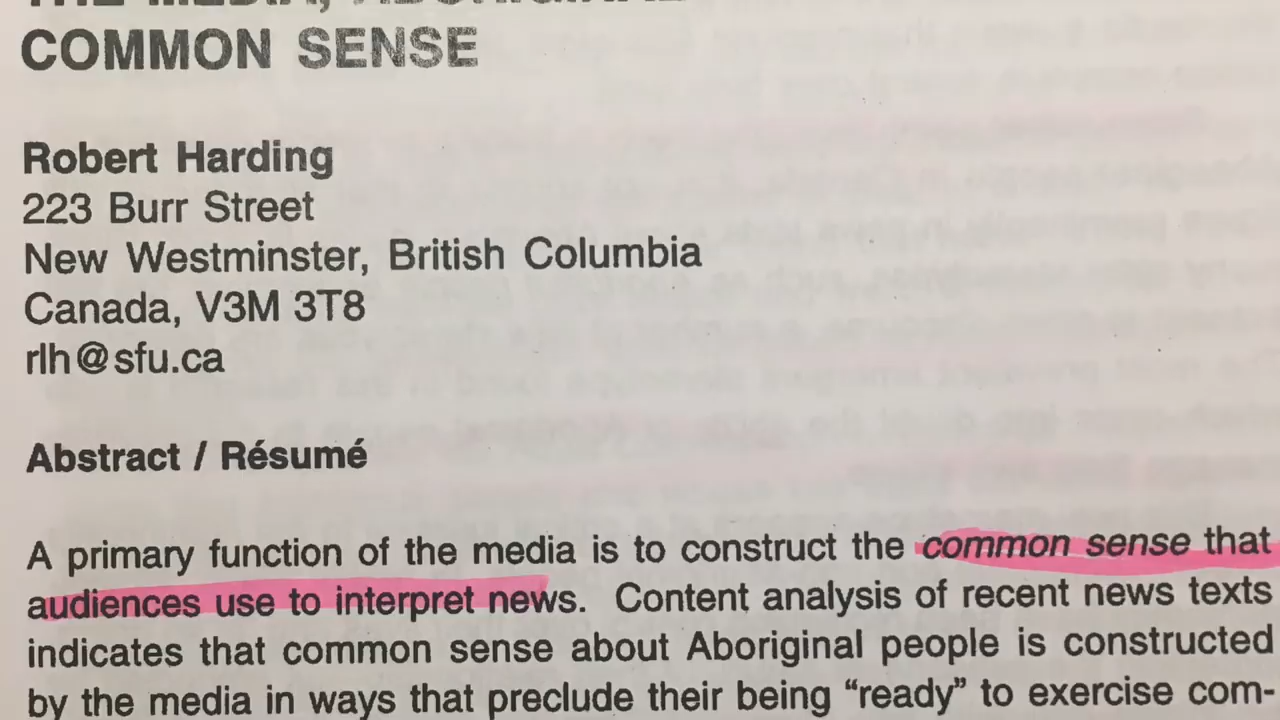 THE MEDIA, ABORIGINAL
COMMON SENSE
Robert Harding
223 Burr Street
New Westminster, British Columbia
Canada, V3M 3T8
rlh@sfu.ca
Abstract / Résumé
A primary function of the media is to construct the common sense that
audiences use to interpret news. Content analysis of recent news texts
indicates that common sense about Aboriginal people is constructed
by the media in ways that preclude their being “ready” to exercise com-